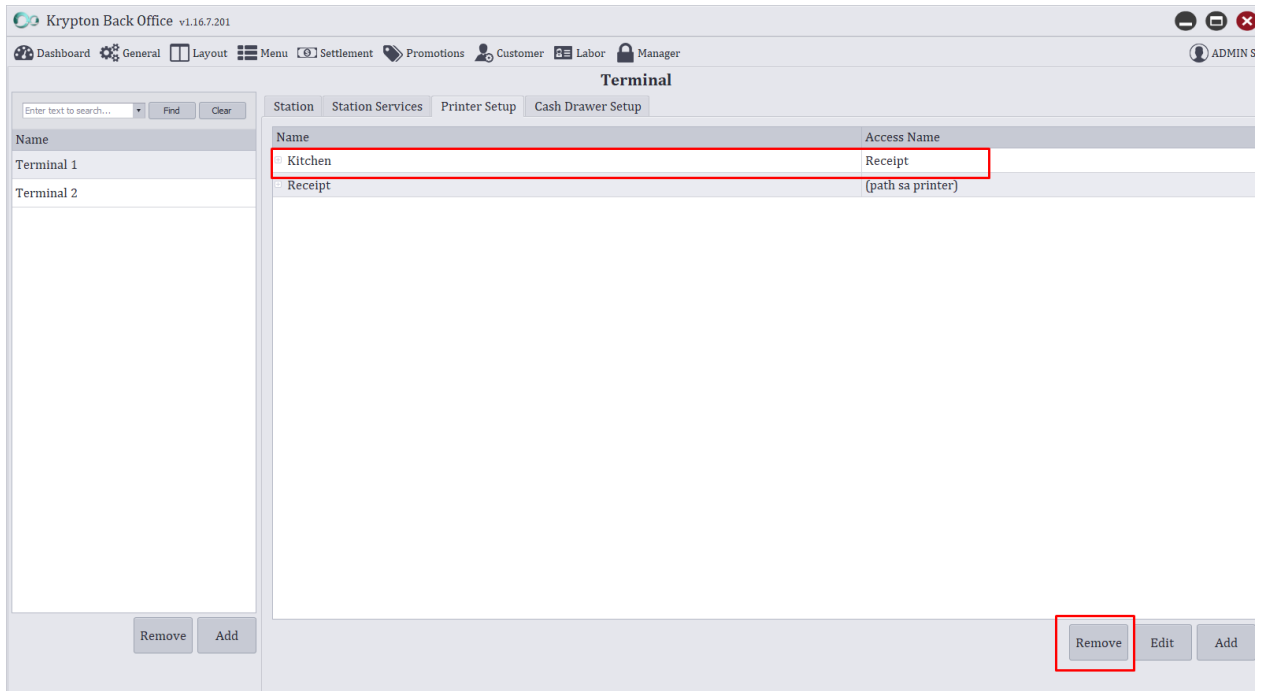 Krypton Back Office v1.16.7.201
Dashboard General Layout Menu Settlement Promotions Customer Labor Manager ADMIN S
Terminal
Enter text to search... Find Clear
Station Station Services Printer Setup Cash Drawer Setup
Name
Name Access Name
Terminal 1
Kitchen Receipt
Terminal 2
Receipt (path sa printer)
Remove Add
Remove Edit Add